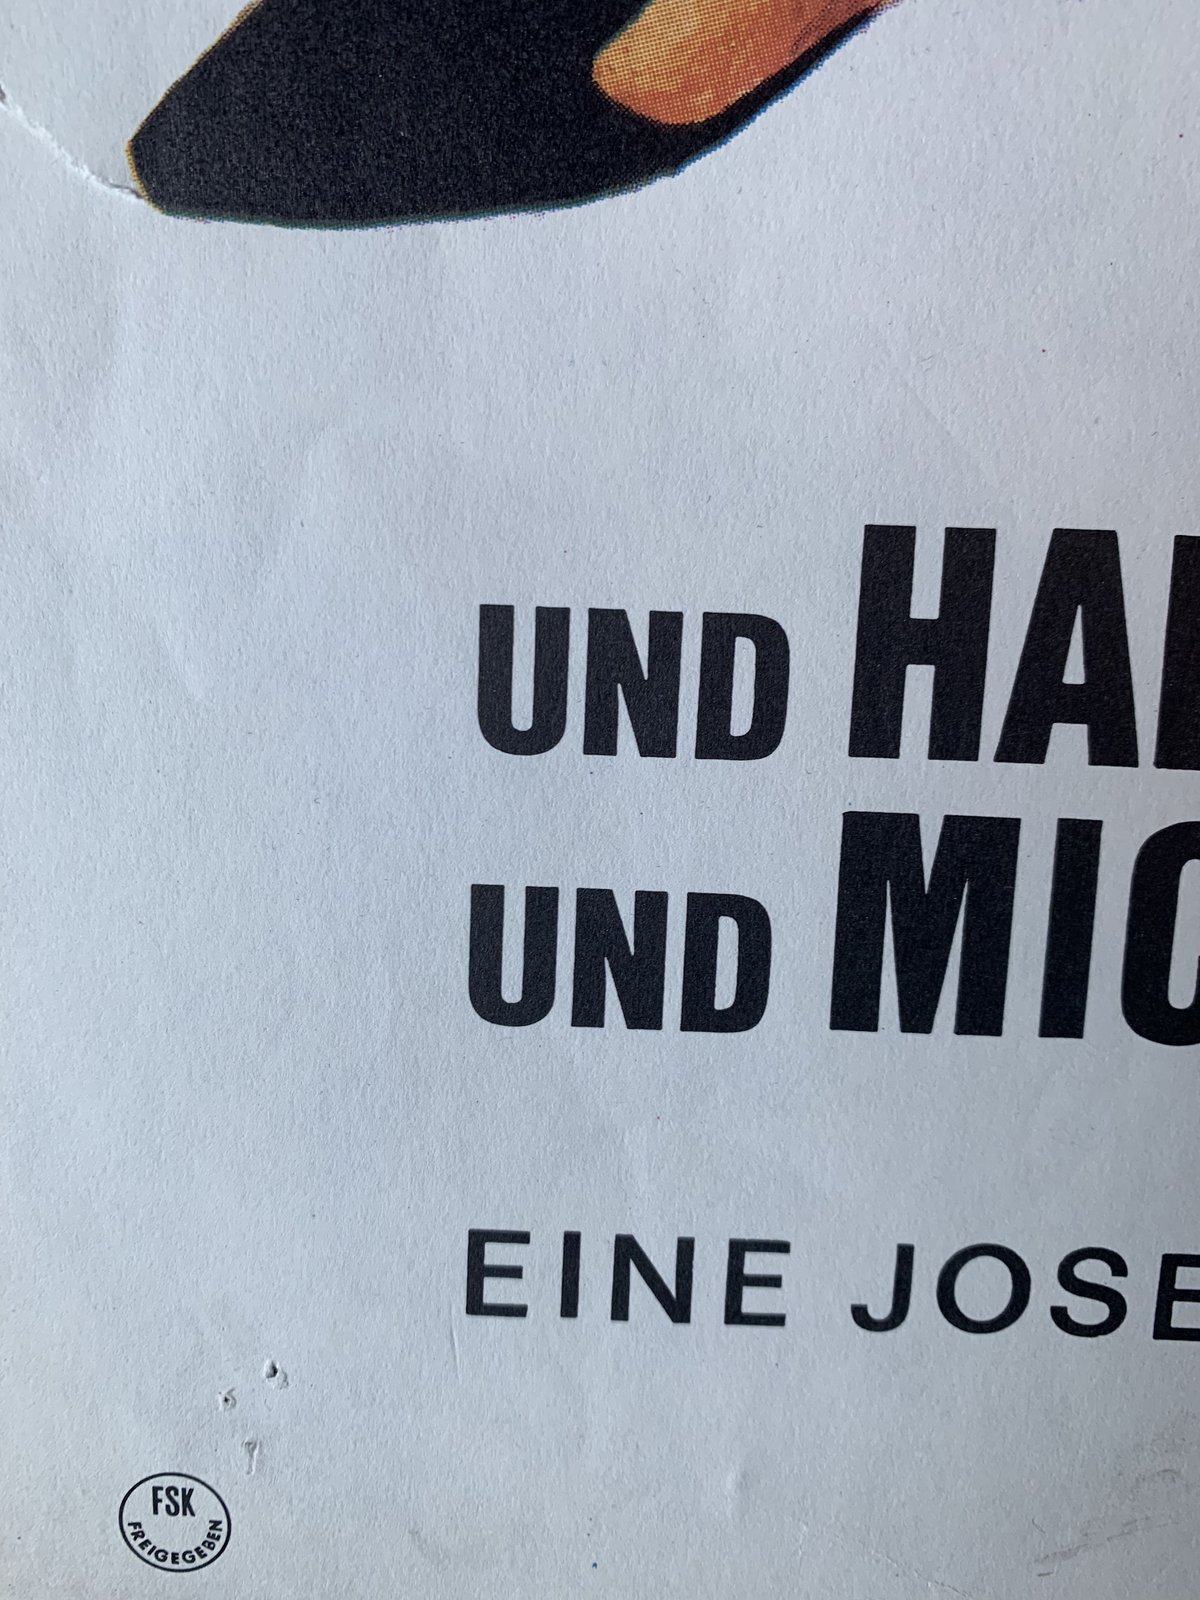 UND HA
UND MIC
EINE JOSE
FSK
FREIGEGEBEN